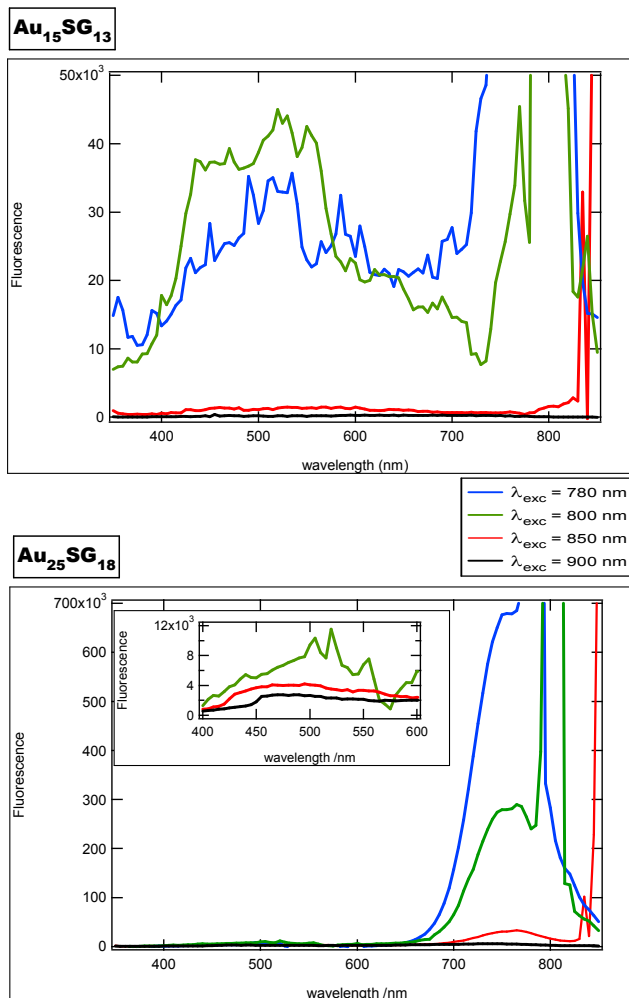 Au15SG13
50x10³
40
30
20
10
0
Fluorescence
400 500 600 700 800
wavelength (nm)
λexc = 780 nm
λexc = 800 nm
λexc = 850 nm
λexc = 900 nm
Au25SG18
700x10³
600
500
400
300
200
100
0
Fluorescence
12x10³
8
4
0
Fluorescence
400 450 500 550 600
wavelength /nm
400 500 600 700 800
wavelength /nm